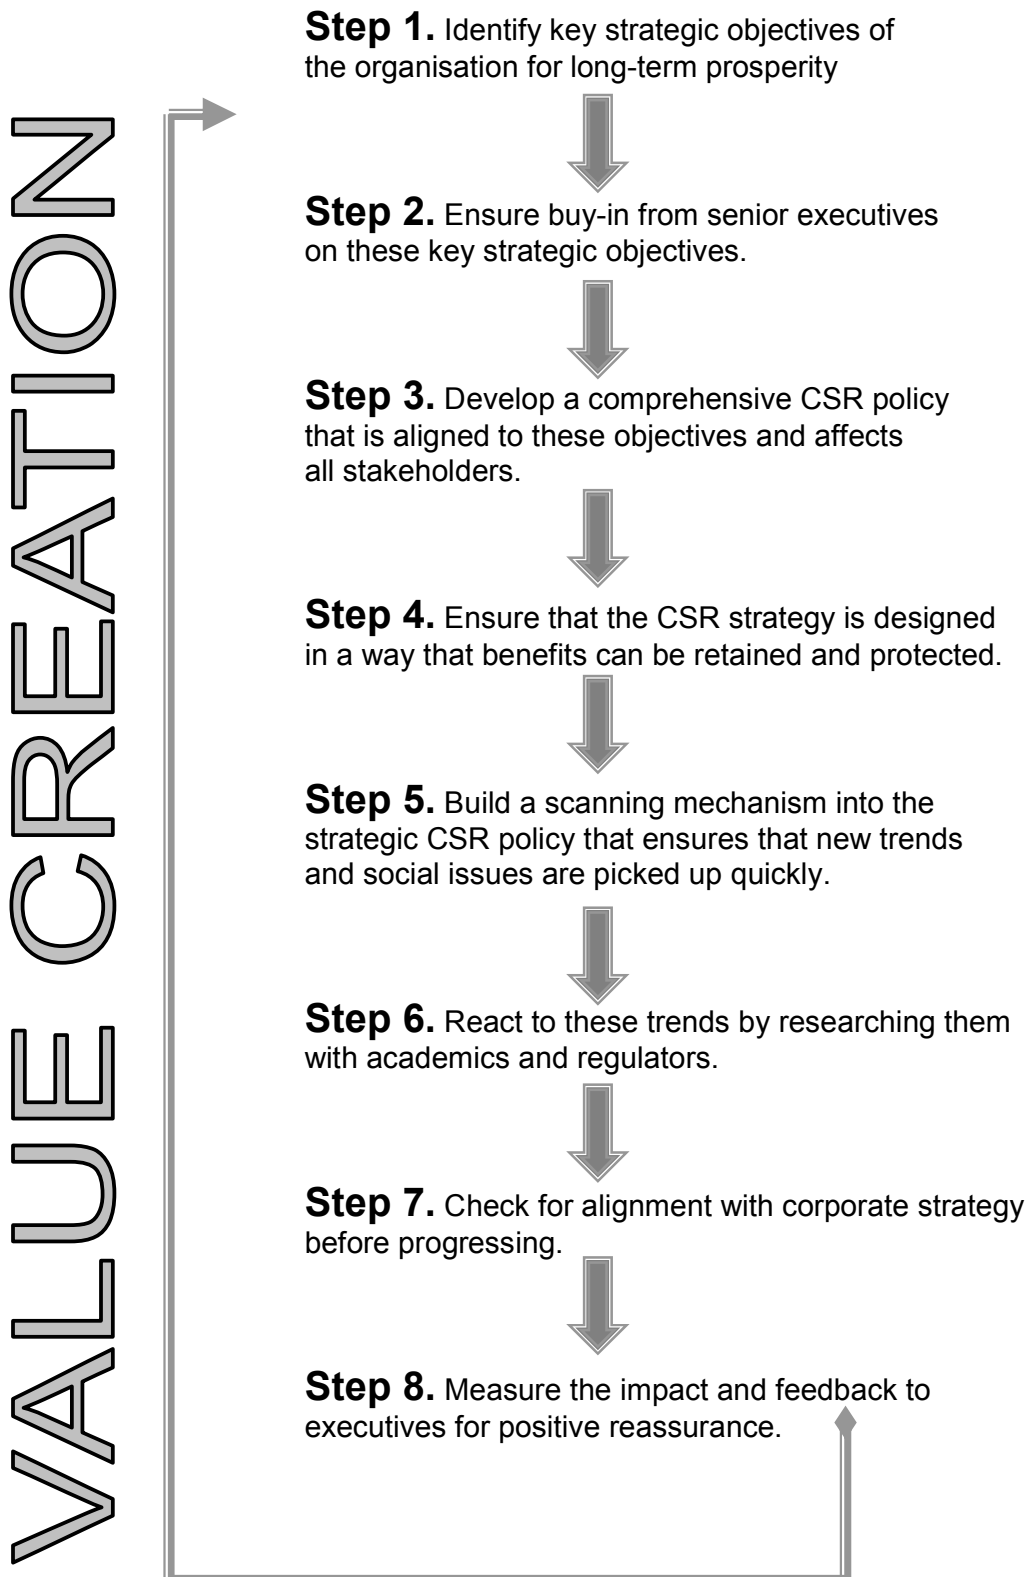 VALUE CREATION
Step 1. Identify key strategic objectives of
the organisation for long-term prosperity
Step 2. Ensure buy-in from senior executives
on these key strategic objectives.
Step 3. Develop a comprehensive CSR policy
that is aligned to these objectives and affects
all stakeholders.
Step 4. Ensure that the CSR strategy is designed
in a way that benefits can be retained and protected.
Step 5. Build a scanning mechanism into the
strategic CSR policy that ensures that new trends
and social issues are picked up quickly.
Step 6. React to these trends by researching them
with academics and regulators.
Step 7. Check for alignment with corporate strategy
before progressing.
Step 8. Measure the impact and feedback to
executives for positive reassurance.